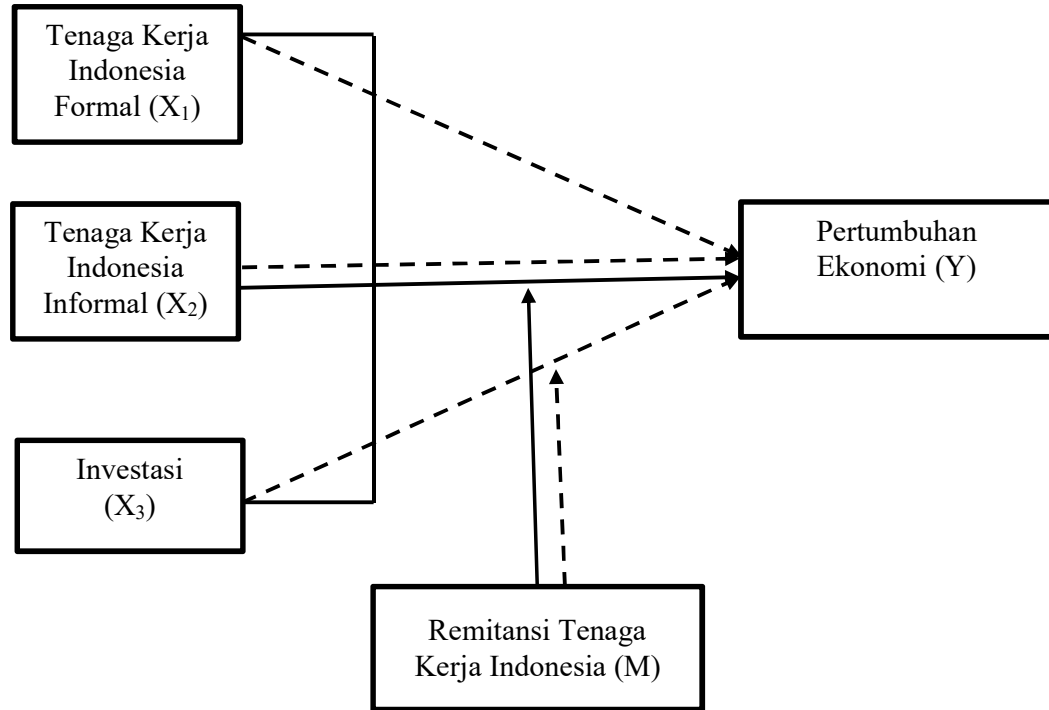 Tenaga Kerja
Indonesia
Formal (X₁)
Tenaga Kerja
Indonesia
Informal (X₂)
Pertumbuhan
Ekonomi (Y)
Investasi
(X₃)
Remitansi Tenaga
Kerja Indonesia (M)